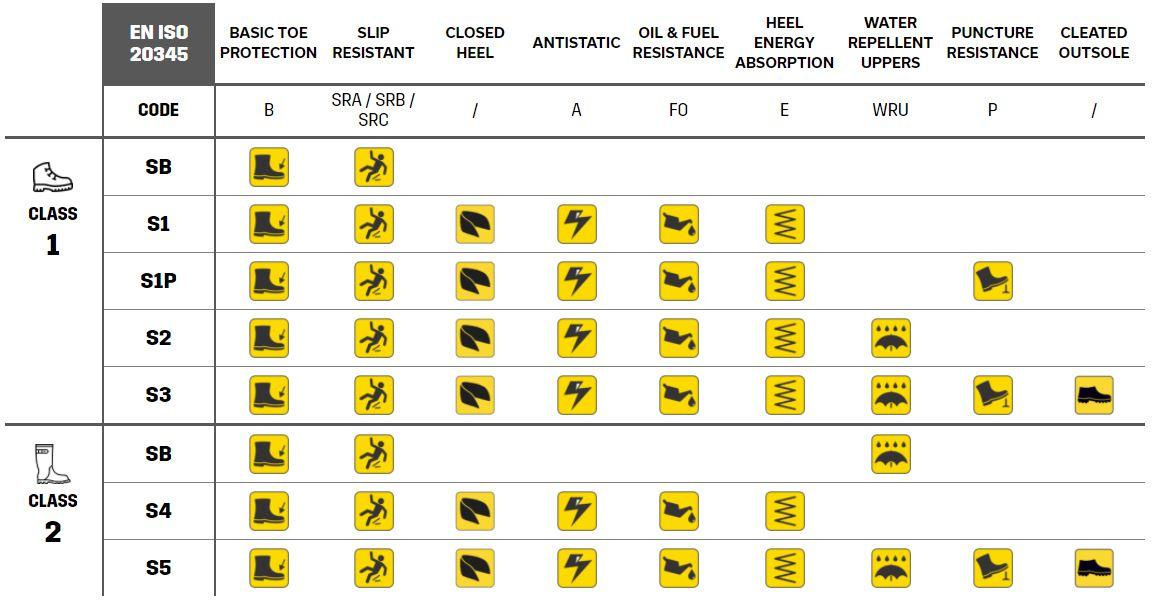 EN ISO
20345
BASIC TOE
PROTECTION
SLIP
RESISTANT
CLOSED
HEEL
ANTISTATIC
OIL & FUEL
RESISTANCE
HEEL
ENERGY
ABSORPTION
WATER
REPELLENT
UPPERS
PUNCTURE
RESISTANCE
CLEATED
OUTSOLE
CODE
B
SRA / SRB /
SRC
/
A
FO
E
WRU
P
/
CLASS
1
SB
S1
S1P
S2
S3
CLASS
2
SB
S4
S5